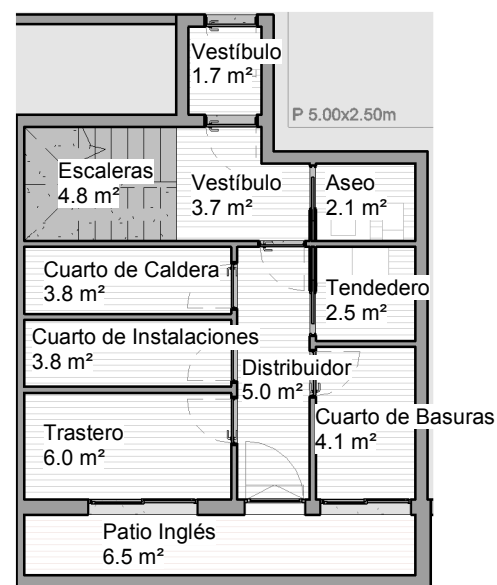 Vestíbulo
1.7 m²
P 5.00x2.50m
Escaleras
4.8 m²
Vestíbulo
3.7 m²
Aseo
2.1 m²
Cuarto de Caldera
3.8 m²
Tendedero
2.5 m²
Cuarto de Instalaciones
3.8 m²
Distribuidor
5.0 m²
Cuarto de Basuras
4.1 m²
Trastero
6.0 m²
Patio Inglés
6.5 m²